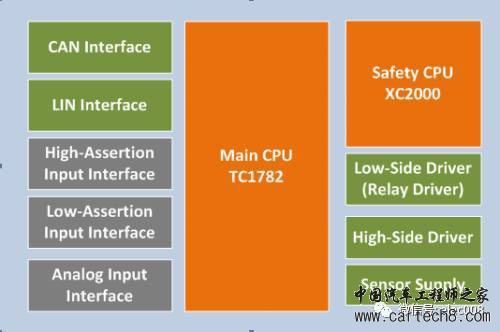 CAN Interface
LIN Interface
High-Assertion
Input Interface
Low-Assertion
Input Interface
Analog Input
Interface
Main CPU
TC1782
Safety CPU
XC2000
Low-Side Driver
(Relay Driver)
High-Side Driver
Sensor Supply
中国汽车工程师之家
www.cartech8.com